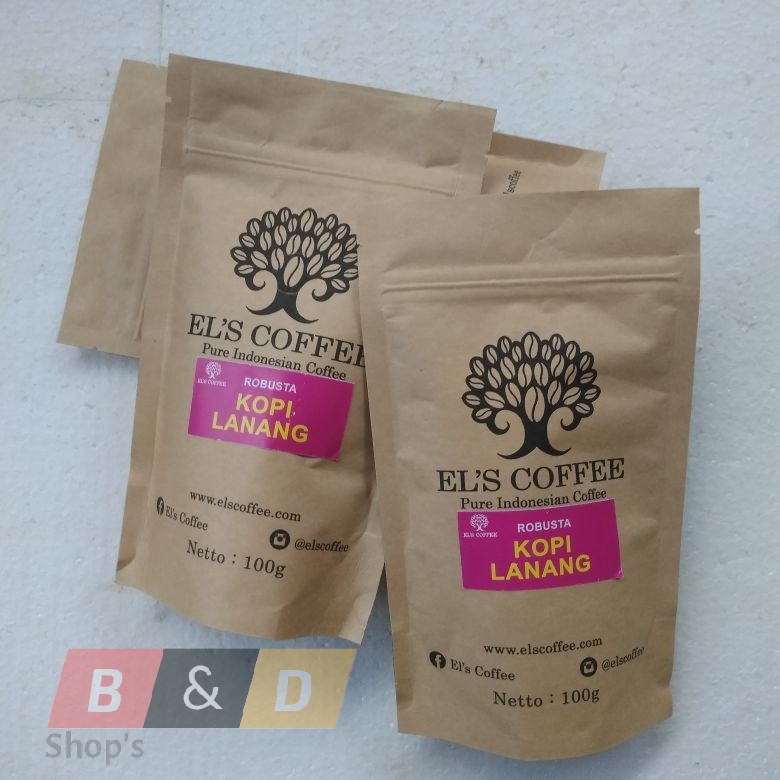 elscoffee
EL'S COFFEE
Pure Indonesian Coffee
EL'S COFFEE
ROBUSTA
KOPI
LANANG
www.elscoffee.com
El's Coffee
@elscoffee
Netto : 100g
EL'S COFFEE
Pure Indonesian Coffee
EL'S COFFEE
ROBUSTA
KOPI
LANANG
www.elscoffee.com
El's Coffee
@elscoffee
Netto : 100g
B & D
Shop's